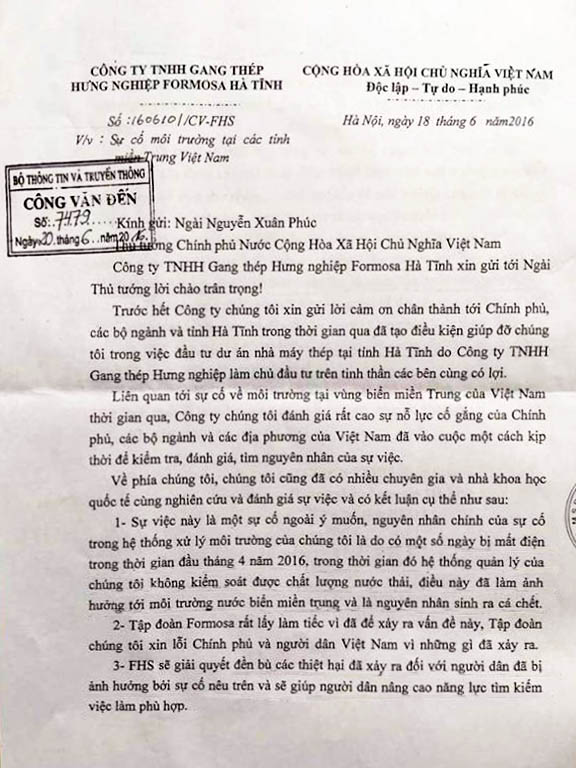 CÔNG TY TNHH GANG THÉP
HƯNG NGHIỆP FORMOSA HÀ TĨNH
CỘNG HÒA XÃ HỘI CHỦ NGHĨA VIỆT NAM
Độc lập – Tự do – Hạnh phúc
Số: 1606101/CV-FHS
Hà Nội, ngày 18 tháng 6 năm 2016
V/v : Sự cố môi trường tại các tỉnh
miền Trung Việt Nam
BỘ THÔNG TIN VÀ TRUYỀN THÔNG
CÔNG VĂN ĐẾN
Số: 7479
Ngày 20 tháng 6 năm 2016
Kính gửi: Ngài Nguyễn Xuân Phúc
Thủ tướng Chính phủ Nước Cộng Hòa Xã Hội Chủ Nghĩa Việt Nam
Công ty TNHH Gang thép Hưng nghiệp Formosa Hà Tĩnh xin gửi tới Ngài
Thủ tướng lời chào trân trọng!
Trước hết Công ty chúng tôi xin gửi lời cảm ơn chân thành tới Chính phủ,
các bộ ngành và tỉnh Hà Tĩnh trong thời gian qua đã tạo điều kiện giúp đỡ chúng
tôi trong việc đầu tư dự án nhà máy thép tại tỉnh Hà Tĩnh do Công ty TNHH
Gang thép Hưng nghiệp làm chủ đầu tư trên tinh thần các bên cùng có lợi.
Liên quan tới sự cố về môi trường tại vùng biển miền Trung của Việt Nam
thời gian qua, Công ty chúng tôi đánh giá rất cao sự nỗ lực cố gắng của Chính
phủ, các bộ ngành và các địa phương của Việt Nam đã vào cuộc một cách kịp
thời để kiểm tra, đánh giá, tìm nguyên nhân của sự việc.
Về phía chúng tôi, chúng tôi cũng đã có nhiều chuyên gia và nhà khoa học
quốc tế cùng nghiên cứu và đánh giá sự việc và có kết luận cụ thể như sau:
1- Sự việc này là một sự cố ngoài ý muốn, nguyên nhân chính của sự cố
trong hệ thống xử lý môi trường của chúng tôi là do có một số ngày bị mất điện
trong thời gian đầu tháng 4 năm 2016, trong thời gian đó hệ thống quản lý của
chúng tôi không kiểm soát được chất lượng nước thải, điều này đã làm ảnh
hưởng tới môi trường nước biển miền trung và là nguyên nhân sinh ra cá chết.
2- Tập đoàn Formosa rất lấy làm tiếc vì đã để xảy ra vấn đề này, Tập đoàn
chúng tôi xin lỗi Chính phủ và người dân Việt Nam vì những gì đã xảy ra.
3- FHS sẽ giải quyết đền bù các thiệt hại đã xảy ra đối với người dân đã bị
ảnh hưởng bởi sự cố nêu trên và sẽ giúp người dân nâng cao năng lực tìm kiếm
việc làm phù hợp.